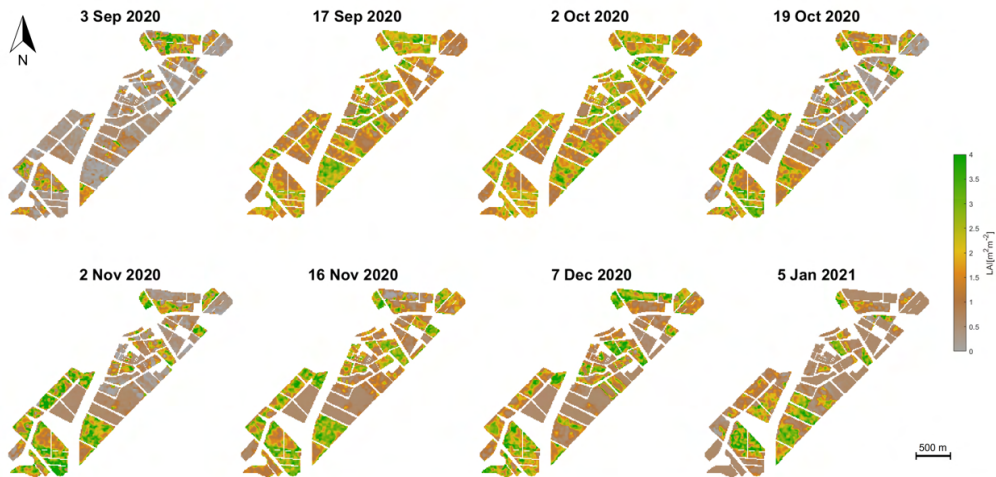 3 Sep 2020
17 Sep 2020
2 Oct 2020
19 Oct 2020
N
4
3.5
3
2.5
2
1.5
1
0.5
0
LAI[m²m⁻²]
2 Nov 2020
16 Nov 2020
7 Dec 2020
5 Jan 2021
500 m